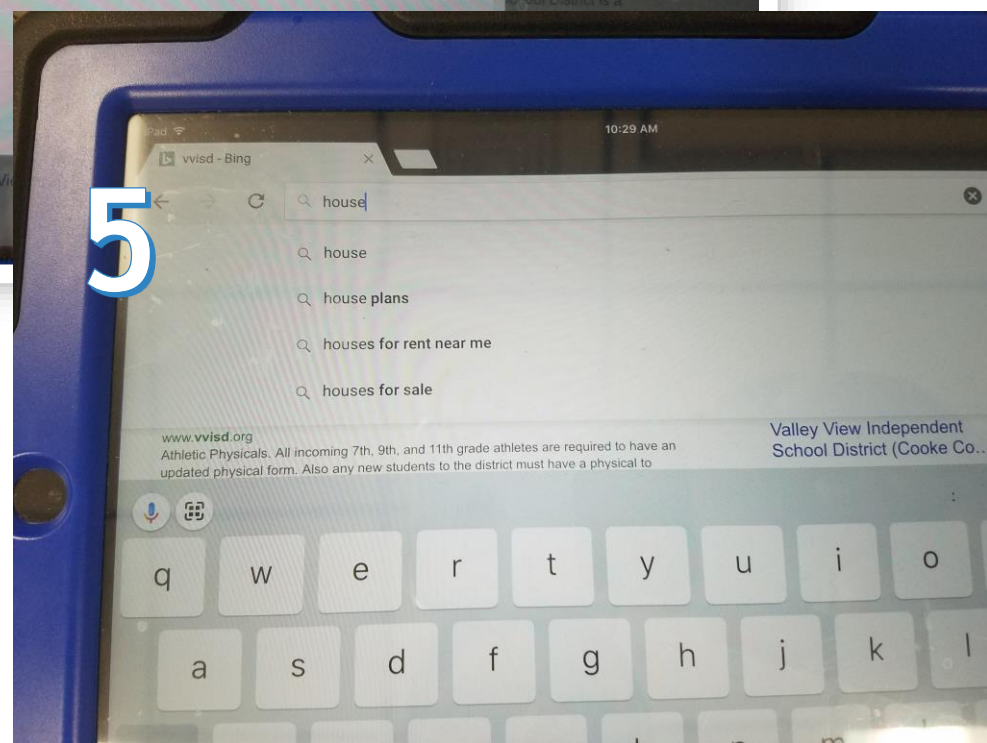 School District is a
iPad 10:29 AM
vvisd - Bing
5
house
house
house plans
houses for rent near me
houses for sale
www.vvisd.org
Athletic Physicals. All incoming 7th, 9th, and 11th grade athletes are required to have an
updated physical form. Also any new students to the district must have a physical to
Valley View Independent
School District (Cooke Co...
q w e r t y u i o
a s d f g h j k l